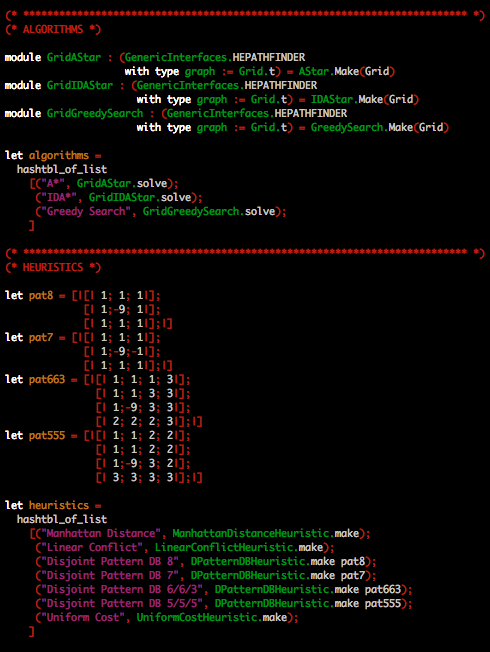 (* ************************************************************************** *)
(* ALGORITHMS *)
module GridAStar : (GenericInterfaces.HEPATHFINDER
with type graph := Grid.t) = AStar.Make(Grid)
module GridIDAStar : (GenericInterfaces.HEPATHFINDER
with type graph := Grid.t) = IDAStar.Make(Grid)
module GridGreedySearch : (GenericInterfaces.HEPATHFINDER
with type graph := Grid.t) = GreedySearch.Make(Grid)
let algorithms =
hashtbl_of_list
[("A*", GridAStar.solve);
("IDA*", GridIDAStar.solve);
("Greedy Search", GridGreedySearch.solve);
]
(* ************************************************************************** *)
(* HEURISTICS *)
let pat8 = [|[| 1; 1; 1|];
[| 1;-9; 1|];
[| 1; 1; 1|];|]
let pat7 = [|[| 1; 1; 1|];
[| 1;-9;-1|];
[| 1; 1; 1|];|]
let pat663 = [|[| 1; 1; 1; 3|];
[| 1; 1; 3; 3|];
[| 1;-9; 3; 3|];
[| 2; 2; 2; 3|];|]
let pat555 = [|[| 1; 1; 2; 2|];
[| 1; 1; 2; 2|];
[| 1;-9; 3; 2|];
[| 3; 3; 3; 3|];|]
let heuristics =
hashtbl_of_list
[("Manhattan Distance", ManhattanDistanceHeuristic.make);
("Linear Conflict", LinearConflictHeuristic.make);
("Disjoint Pattern DB 8", DPatternDBHeuristic.make pat8);
("Disjoint Pattern DB 7", DPatternDBHeuristic.make pat7);
("Disjoint Pattern DB 6/6/3", DPatternDBHeuristic.make pat663);
("Disjoint Pattern DB 5/5/5", DPatternDBHeuristic.make pat555);
("Uniform Cost", UniformCostHeuristic.make);
]